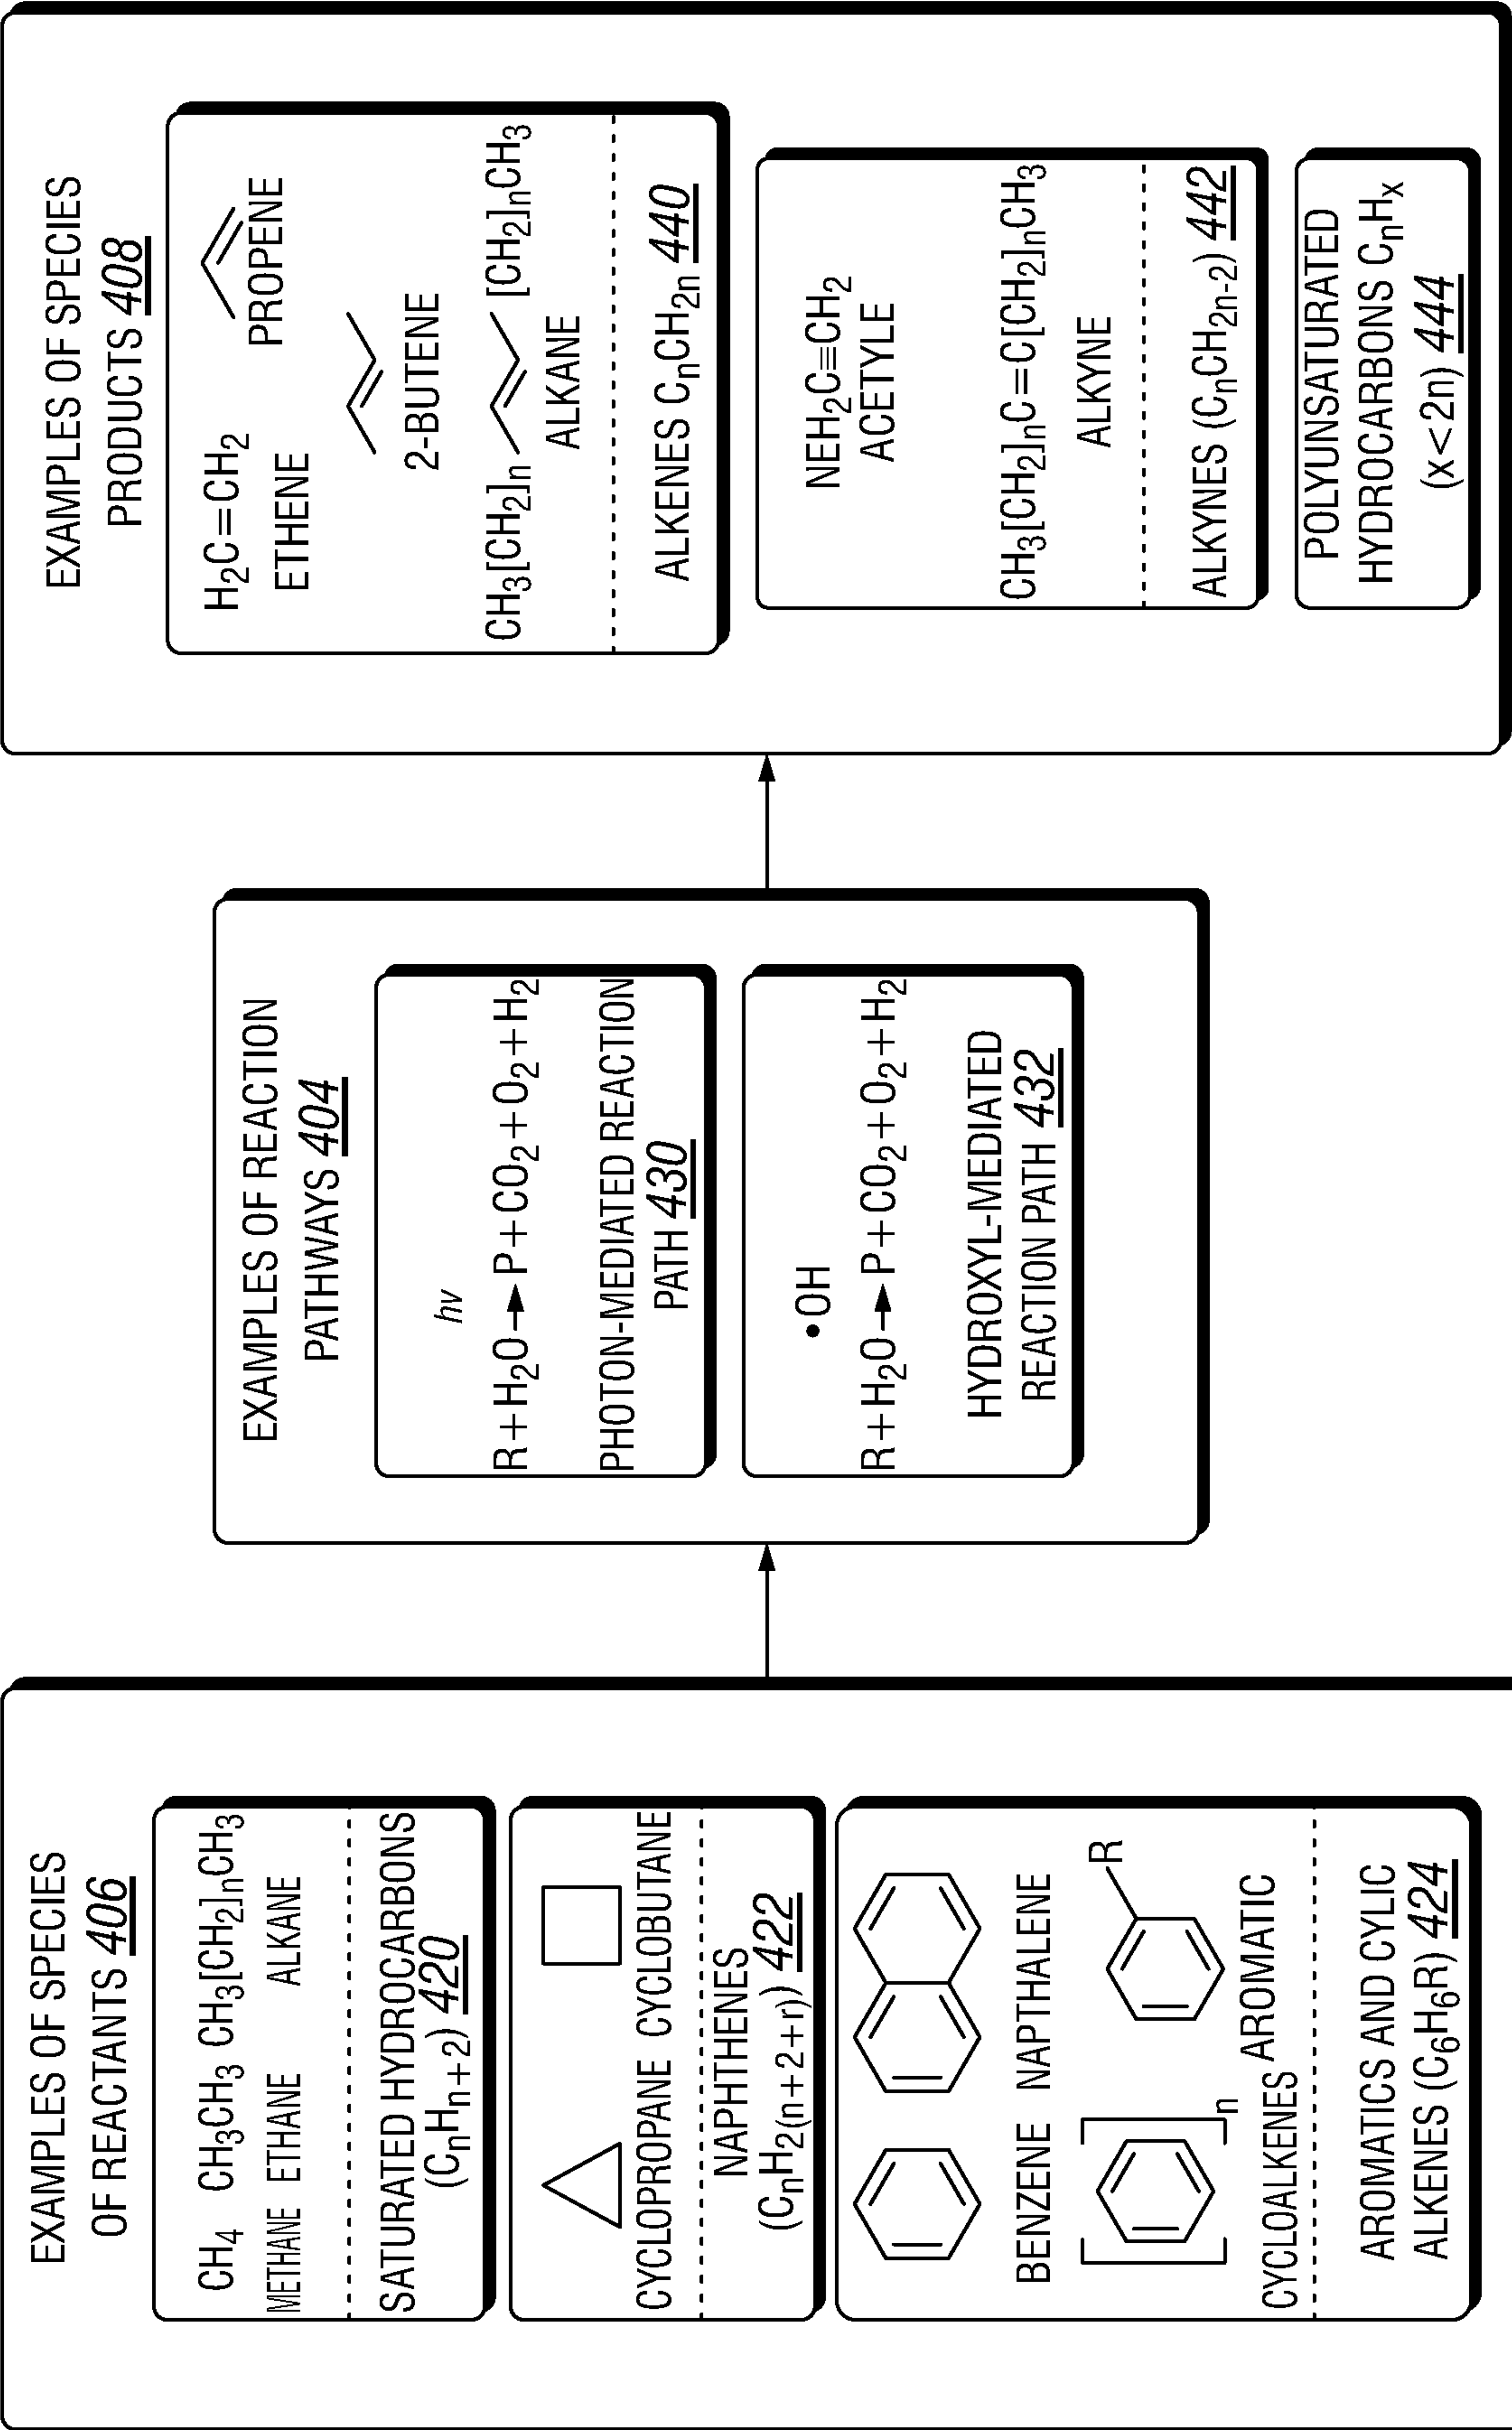 EXAMPLES OF SPECIES
OF REACTANTS 406
CH4 CH3CH3 CH3[CH2]nCH3
METHANE ETHANE ALKANE
SATURATED HYDROCARBONS
(CnHn+2) 420
CYCLOPROPANE CYCLOBUTANE
NAPHTHENES
(CnH2(n+2+r)) 422
BENZENE NAPTHALENE
n
R
CYCLOALKENES AROMATIC
AROMATICS AND CYLIC
ALKENES (C6H6R) 424
EXAMPLES OF REACTION
PATHWAYS 404
hv
R+H2O→P+CO2+O2+H2
PHOTON-MEDIATED REACTION
PATH 430
•OH
R+H2O→P+CO2+O2+H2
HYDROXYL-MEDIATED
REACTION PATH 432
EXAMPLES OF SPECIES
PRODUCTS 408
H2C=CH2
ETHENE
PROPENE
2-BUTENE
CH3[CH2]n [CH2]nCH3
ALKANE
ALKENES CnCH2n 440
NEH2C≡CH2
ACETYLE
CH3[CH2]nC=C[CH2]nCH3
ALKYNE
ALKYNES (CnCH2n-2) 442
POLYUNSATURATED
HYDROCARBONS CnHx
(x<2n) 444